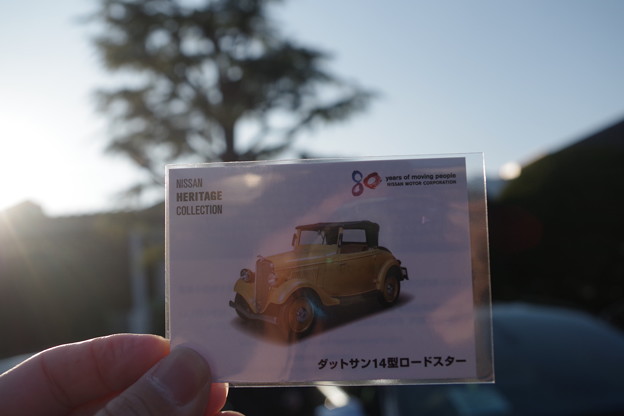 NISSAN
HERITAGE
COLLECTION
80 years of moving people
NISSAN MOTOR CORPORATION
ダットサン14型ロードスター